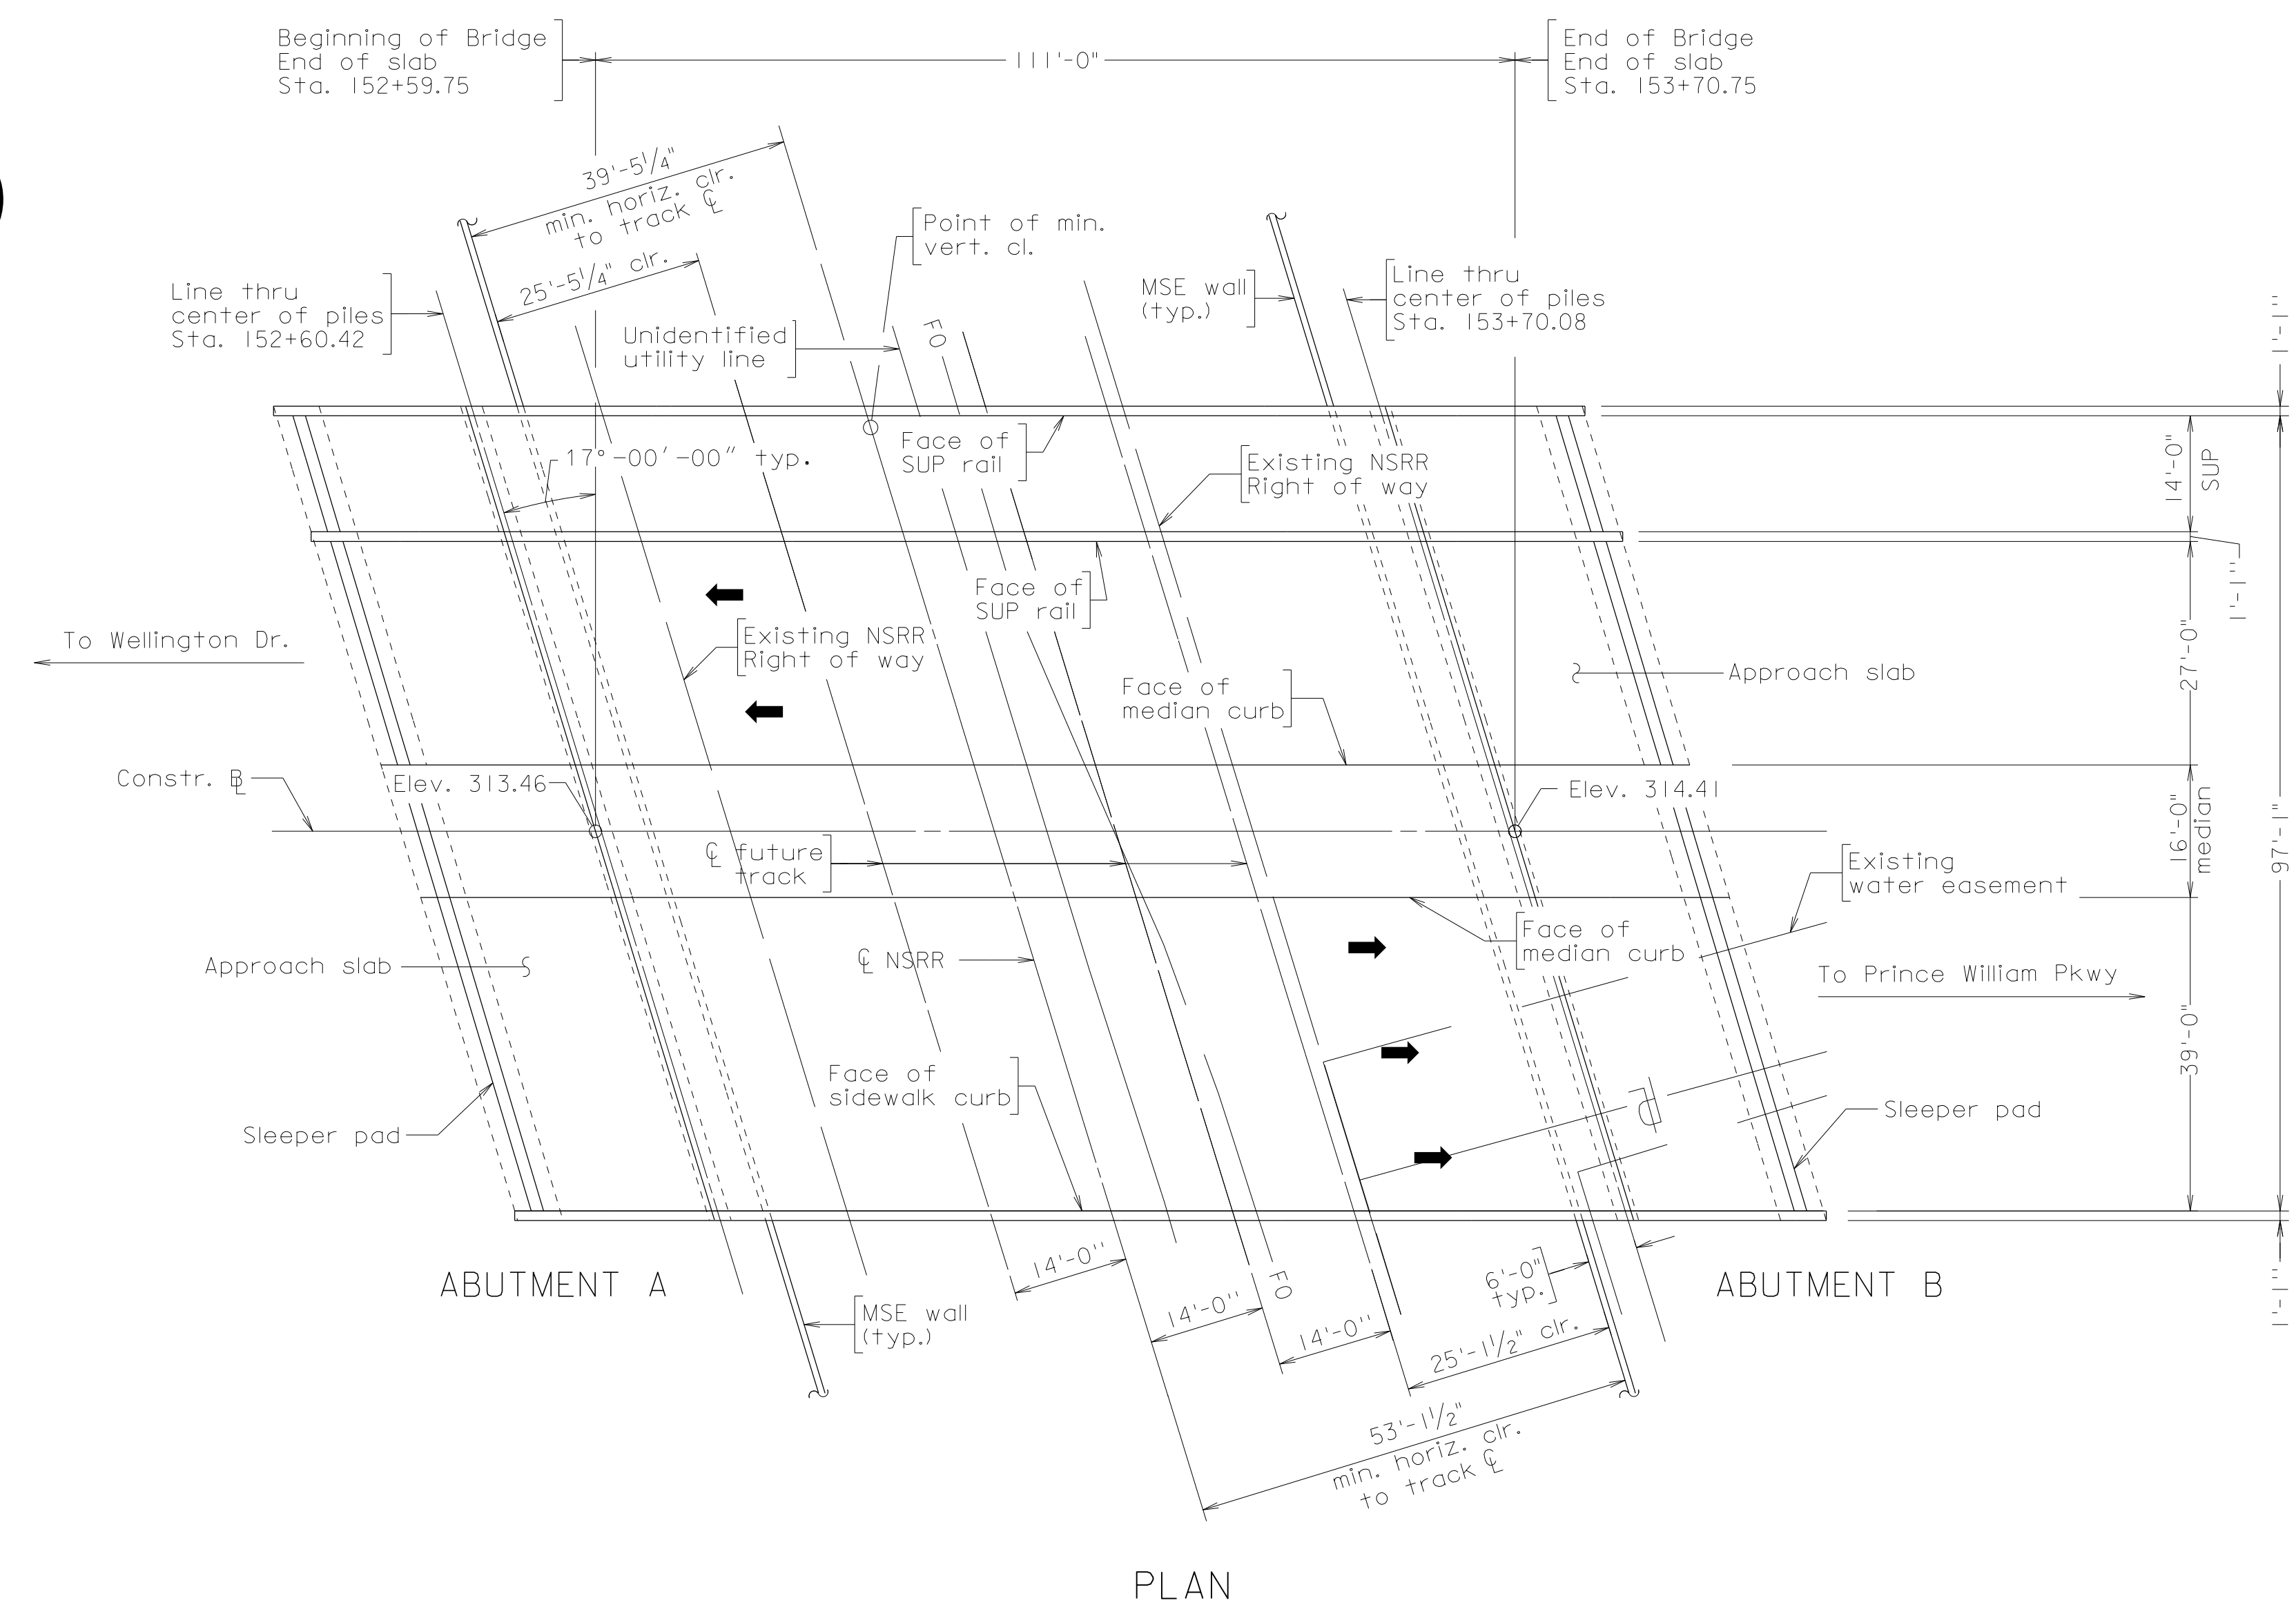 Beginning of Bridge
End of slab
Sta. 152+59.75
111'-0"
End of Bridge
End of slab
Sta. 153+70.75
39'-5 1/4"
min. horiz. clr.
to track ℄
25'-5 1/4" clr.
Point of min.
vert. cl.
Line thru
center of piles
Sta. 152+60.42
Unidentified
utility line
FO
MSE wall
(typ.)
Line thru
center of piles
Sta. 153+70.08
1'-1"
17°-00'-00" typ.
Face of
SUP rail
Existing NSRR
Right of way
14'-0"
SUP
1'-1"
Face of
SUP rail
To Wellington Dr.
Existing NSRR
Right of way
Face of
median curb
Approach slab
27'-0"
Constr. B̶L
Elev. 313.46
Elev. 314.41
16'-0"
median
97'-1"
℄ future
track
Existing
water easement
Approach slab
℄ NSRR
Face of
median curb
To Prince William Pkwy
39'-0"
Face of
sidewalk curb
Sleeper pad
Sleeper pad
ABUTMENT A
14'-0"
FO
14'-0"
14'-0"
6'-0"
typ.
ABUTMENT B
1'-1"
MSE wall
(typ.)
25'-1 1/2" clr.
53'-1 1/2"
min. horiz. clr.
to track ℄
PLAN